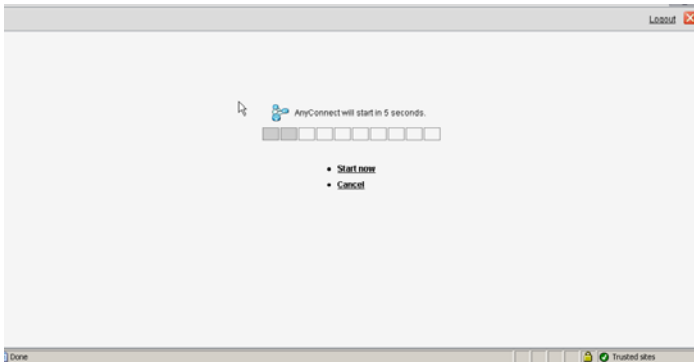 Logout
AnyConnect will start in 5 seconds.
Start now
Cancel
Done
Trusted sites